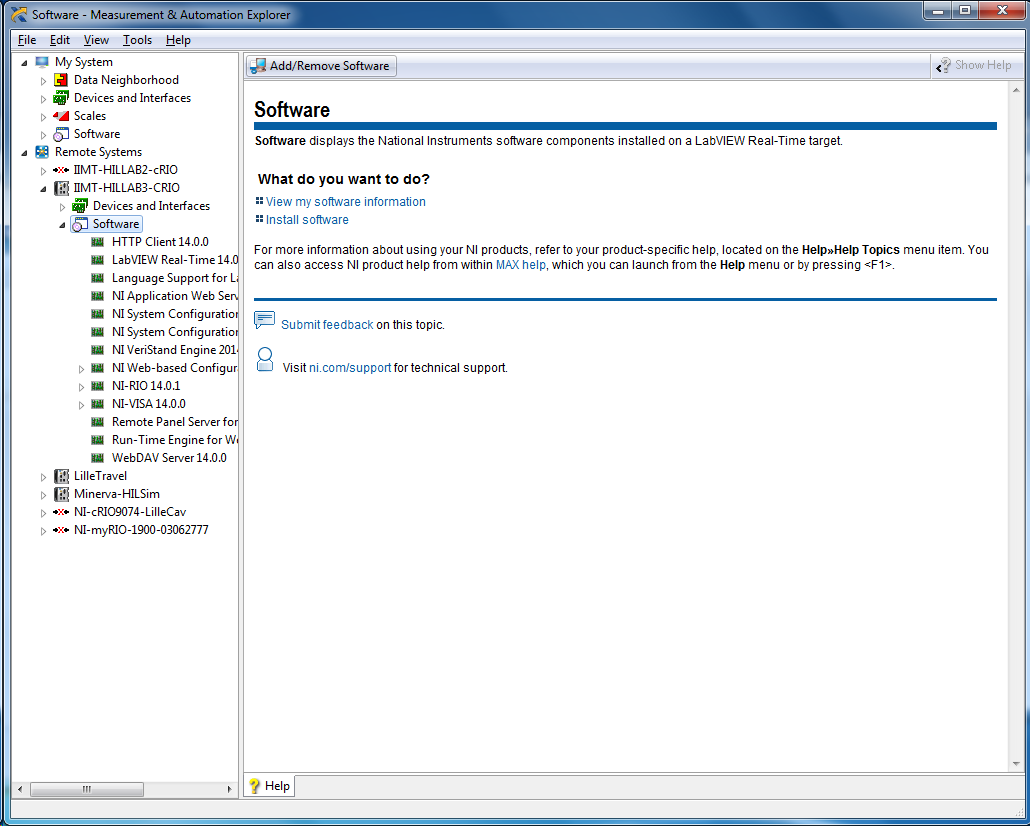 Software - Measurement & Automation Explorer
File Edit View Tools Help
My System
Data Neighborhood
Devices and Interfaces
Scales
Software
Remote Systems
IIMT-HILLAB2-cRIO
IIMT-HILLAB3-CRIO
Devices and Interfaces
Software
HTTP Client 14.0.0
LabVIEW Real-Time 14.0
Language Support for La
NI Application Web Serv
NI System Configuration
NI System Configuration
NI VeriStand Engine 2014
NI Web-based Configur
NI-RIO 14.0.1
NI-VISA 14.0.0
Remote Panel Server for
Run-Time Engine for We
WebDAV Server 14.0.0
LilleTravel
Minerva-HILSim
NI-cRIO9074-LilleCav
NI-myRIO-1900-03062777
Add/Remove Software
Show Help
Software
Software displays the National Instruments software components installed on a LabVIEW Real-Time target.
What do you want to do?
View my software information
Install software
For more information about using your NI products, refer to your product-specific help, located on the Help»Help Topics menu item. You
can also access NI product help from within MAX help, which you can launch from the Help menu or by pressing <F1>.
Submit feedback on this topic.
Visit ni.com/support for technical support.
Help